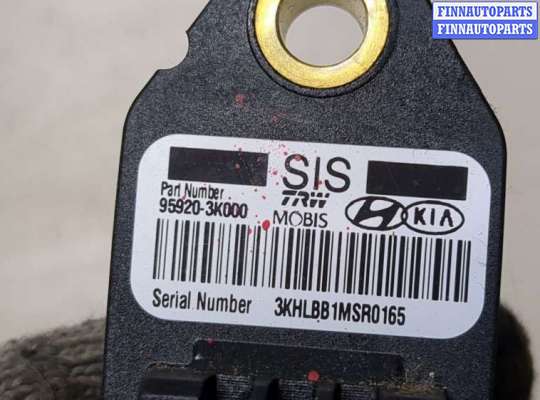 FINNAUTOPARTS
FINNAUTOPARTS
SIS
Part Number
95920-3K000
TRW
MOBIS
KIA
Serial Number 3KHLBB1MSR0165